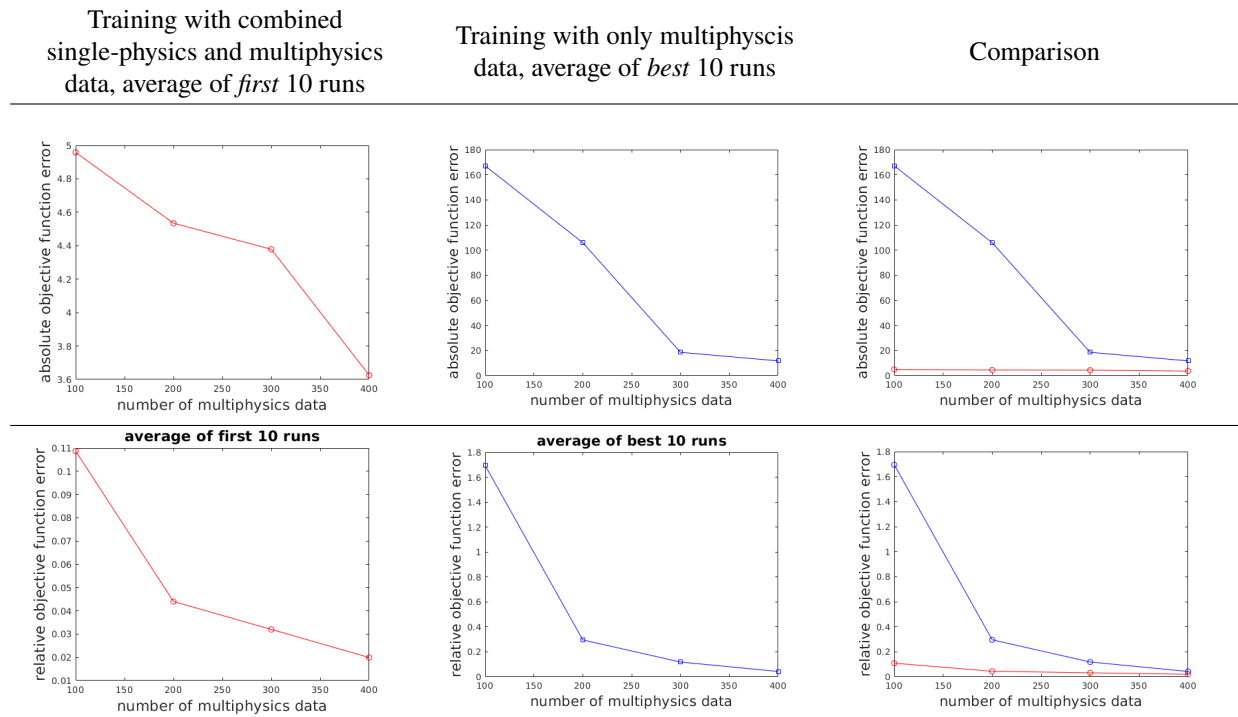 Training with combined
single-physics and multiphysics
data, average of first 10 runs
Training with only multiphyscis
data, average of best 10 runs
Comparison
5
4.8
4.6
4.4
4.2
4
3.8
3.6
100 150 200 250 300 350 400
absolute objective function error
number of multiphysics data
180
160
140
120
100
80
60
40
20
0
100 150 200 250 300 350 400
absolute objective function error
number of multiphysics data
180
160
140
120
100
80
60
40
20
0
100 150 200 250 300 350 400
absolute objective function error
number of multiphysics data
average of first 10 runs
0.11
0.1
0.09
0.08
0.07
0.06
0.05
0.04
0.03
0.02
0.01
100 150 200 250 300 350 400
relative objective function error
number of multiphysics data
average of best 10 runs
1.8
1.6
1.4
1.2
1
0.8
0.6
0.4
0.2
0
100 150 200 250 300 350 400
relative objective function error
number of multiphysics data
1.8
1.6
1.4
1.2
1
0.8
0.6
0.4
0.2
0
100 150 200 250 300 350 400
relative objective function error
number of multiphysics data